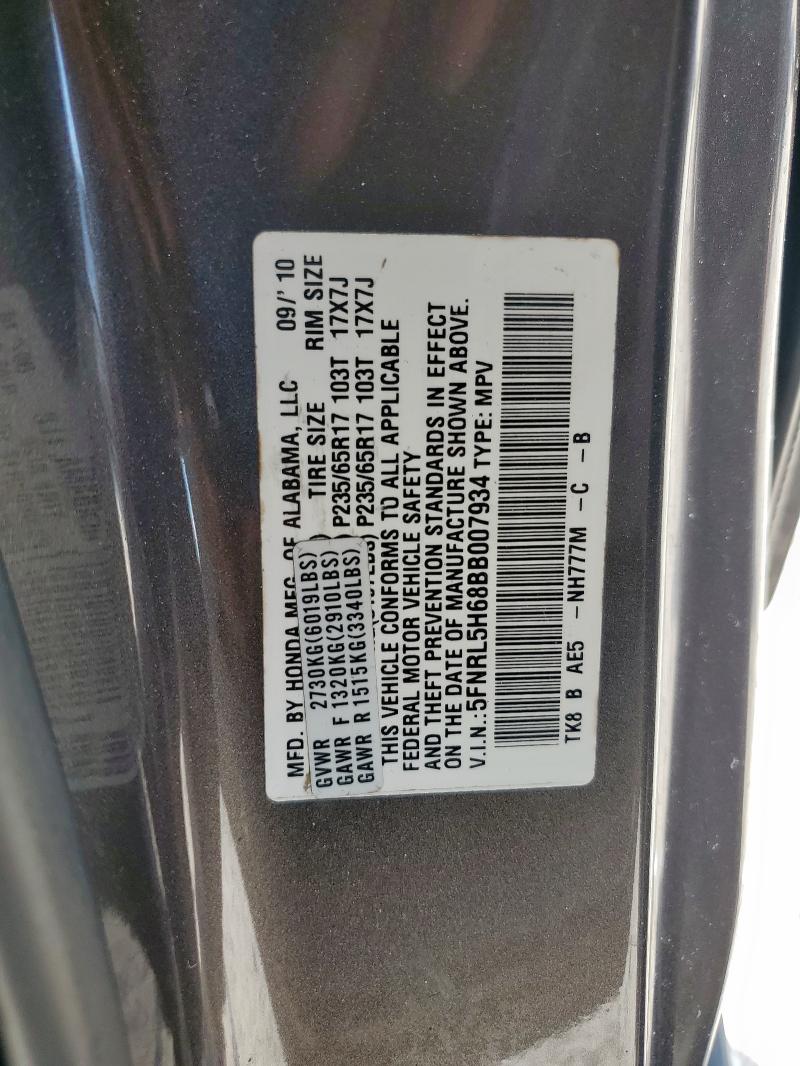 MFD. BY HONDA MFG. OF ALABAMA, LLC 09/' 10
TIRE SIZE RIM SIZE
GVWR 2730KG(6019LBS)
GAWR F 1320KG(2910LBS) P235/65R17 103T 17X7J
GAWR R 1515KG(3340LBS) P235/65R17 103T 17X7J
THIS VEHICLE CONFORMS TO ALL APPLICABLE
FEDERAL MOTOR VEHICLE SAFETY
AND THEFT PREVENTION STANDARDS IN EFFECT
ON THE DATE OF MANUFACTURE SHOWN ABOVE.
V.I.N.:5FNRL5H68BB007934 TYPE: MPV
TK8 B AE5 -NH777M -C -B